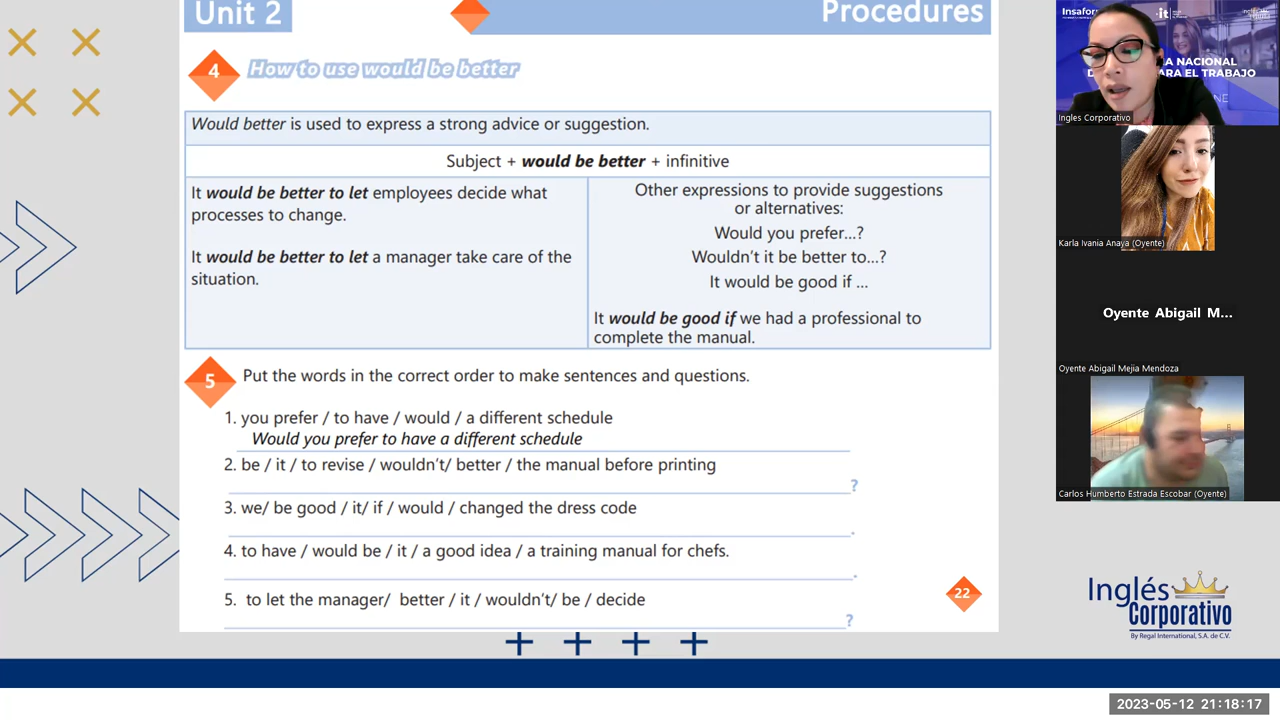 Unit 2
Procedures
4
How to use would be better
Would better is used to express a strong advice or suggestion.
Subject + would be better + infinitive
It would be better to let employees decide what
processes to change.
It would be better to let a manager take care of the
situation.
Other expressions to provide suggestions
or alternatives:
Would you prefer...?
Wouldn't it be better to...?
It would be good if ...
It would be good if we had a professional to
complete the manual.
5
Put the words in the correct order to make sentences and questions.
1. you prefer / to have / would / a different schedule
Would you prefer to have a different schedule
2. be / it / to revise / wouldn't/ better / the manual before printing
?
3. we/ be good / it/ if / would / changed the dress code
.
4. to have / would be / it / a good idea / a training manual for chefs.
.
5. to let the manager/ better / it / wouldn't/ be / decide
?
22
Insafor
it
A NACIONAL
ARA EL TRABAJO
NE
Ingles Corporativo
Karla Ivania Anaya (Oyente)
Oyente Abigail M...
Oyente Abigail Mejia Mendoza
Carlos Humberto Estrada Escobar (Oyente)
Inglés
Corporativo
By Regal International, S.A. de C.V.
2023-05-12 21:18:17